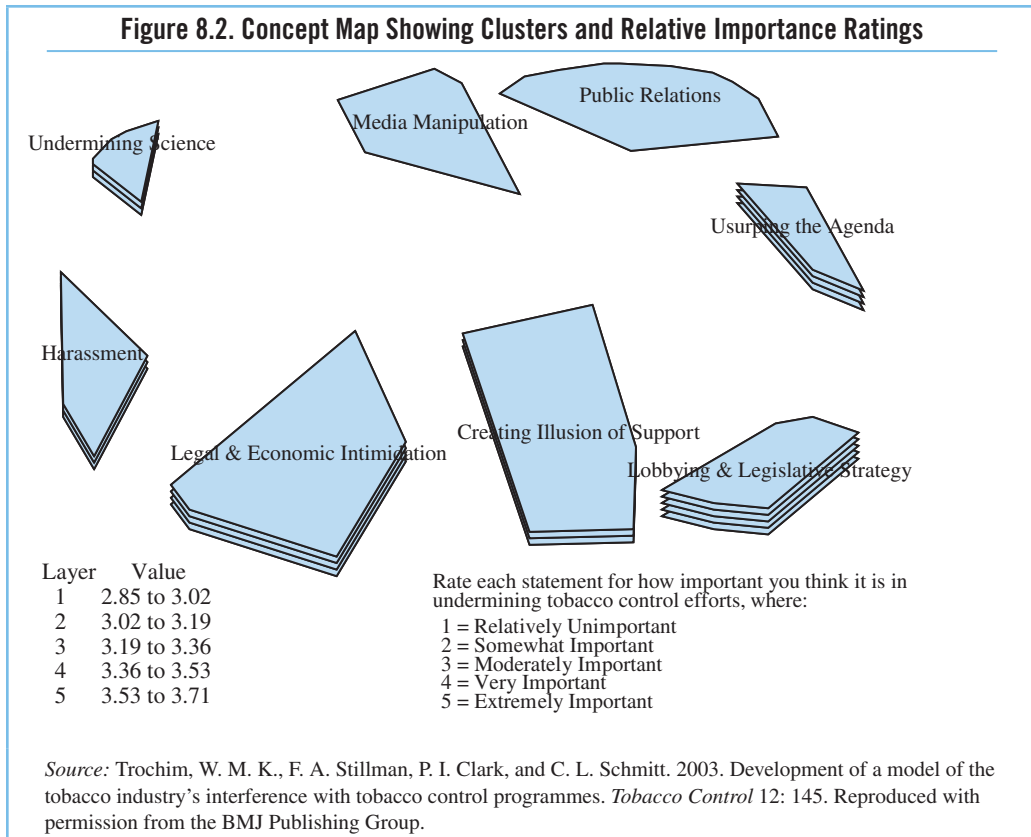 Figure 8.2. Concept Map Showing Clusters and Relative Importance Ratings
Public Relations
Media Manipulation
Undermining Science
Usurping the Agenda
Harassment
Creating Illusion of Support
Legal & Economic Intimidation
Lobbying & Legislative Strategy
Layer Value
1 2.85 to 3.02
2 3.02 to 3.19
3 3.19 to 3.36
4 3.36 to 3.53
5 3.53 to 3.71
Rate each statement for how important you think it is in
undermining tobacco control efforts, where:
1 = Relatively Unimportant
2 = Somewhat Important
3 = Moderately Important
4 = Very Important
5 = Extremely Important
Source: Trochim, W. M. K., F. A. Stillman, P. I. Clark, and C. L. Schmitt. 2003. Development of a model of the
tobacco industry's interference with tobacco control programmes. Tobacco Control 12: 145. Reproduced with
permission from the BMJ Publishing Group.